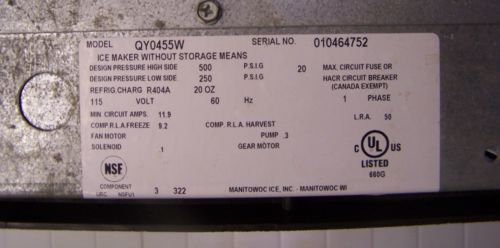 MODEL QY0455W SERIAL NO. 010464752
ICE MAKER WITHOUT STORAGE MEANS
DESIGN PRESSURE HIGH SIDE 500 P.S.I.G 20 MAX. CIRCUIT FUSE OR
DESIGN PRESSURE LOW SIDE 250 P.S.I.G HACR CIRCUIT BREAKER
REFRIG.CHARG R404A 20 OZ (CANADA EXEMPT)
115 VOLT 60 Hz 1 PHASE
MIN. CIRCUIT AMPS. 11.9
COMP.R.L.A.FREEZE 9.2 COMP. R.L.A. HARVEST L.R.A. 50
FAN MOTOR PUMP .3
SOLENOID .1 GEAR MOTOR
NSF
C UL US
LISTED
660G
COMPONENT 3 322 MANITOWOC ICE, INC. - MANITOWOC WI
URC NSFU1